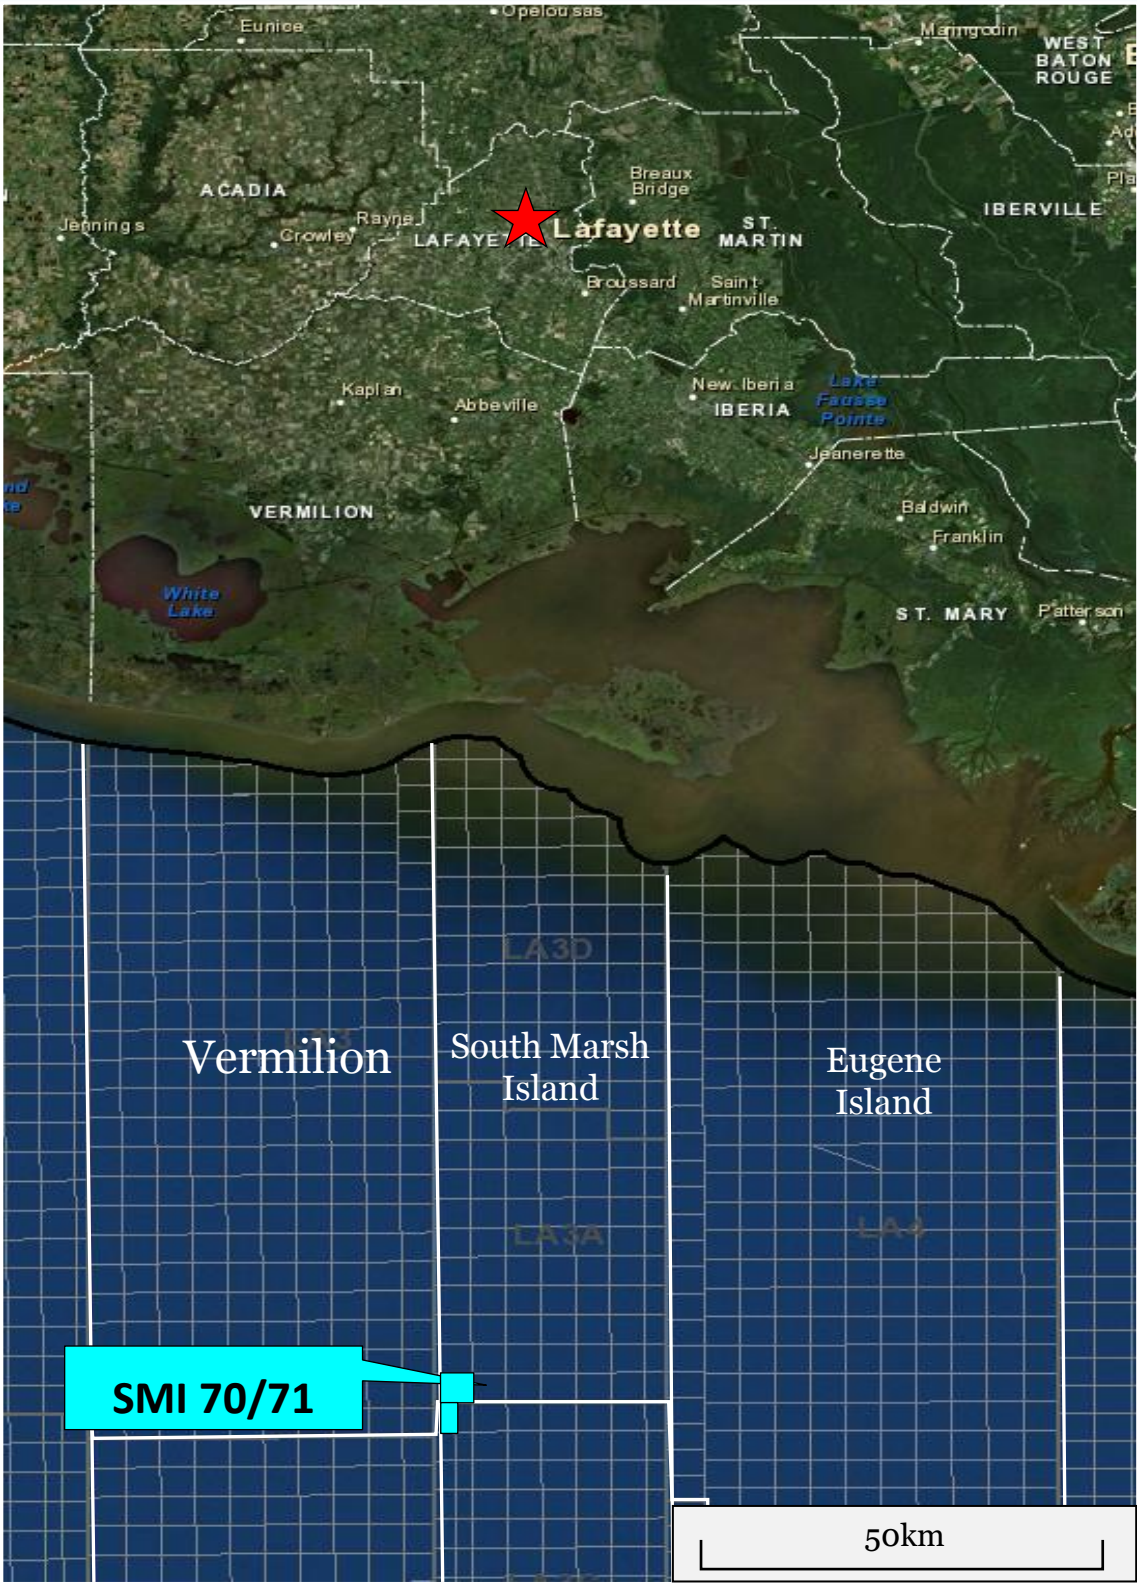 Opelousas
Eunice
Maringouin
WEST
BATON
ROUGE
ACADIA
Breaux
Bridge
Jennings
Rayne
Crowley
LAFAYETTE
Lafayette
ST.
MARTIN
IBERVILLE
Broussard
Saint
Martinville
Kaplan
Abbeville
New Iberia
IBERIA
Lake
Fausse
Pointe
Jeanerette
VERMILION
Baldwin
Franklin
White
Lake
ST. MARY
Patterson
LA3D
LA3
Vermilion
South Marsh
Island
Eugene
Island
LA3A
LA4
SMI 70/71
50km